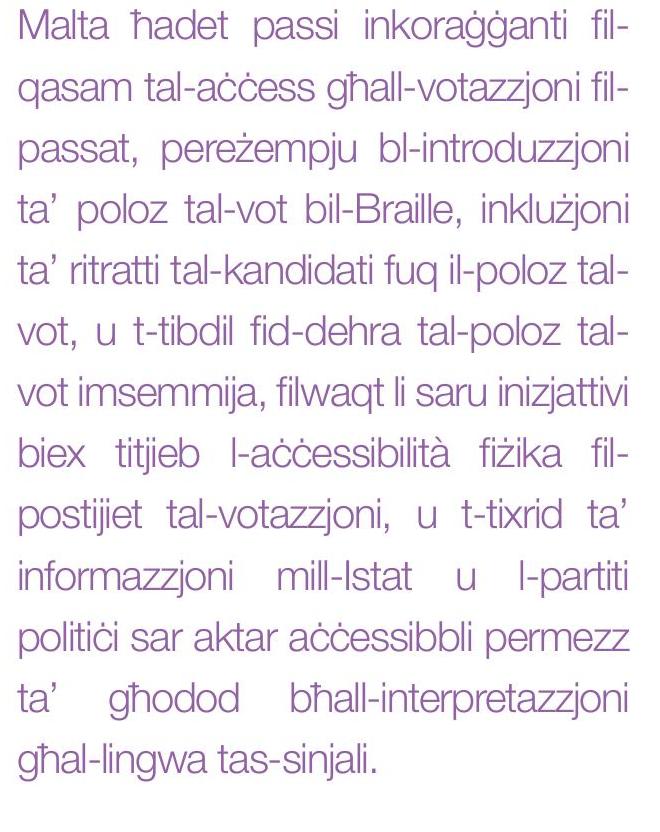 Malta ħadet passi inkoraġġanti fil-
qasam tal-aċċess għall-votazzjoni fil-
passat, pereżempju bl-introduzzjoni
ta’ poloz tal-vot bil-Braille, inklużjoni
ta’ ritratti tal-kandidati fuq il-poloz tal-
vot, u t-tibdil fid-dehra tal-poloz tal-
vot imsemmija, filwaqt li saru inizjattivi
biex titjieb l-aċċessibilità fiżika fil-
postijiet tal-votazzjoni, u t-tixrid ta’
informazzjoni mill-Istat u l-partiti
politiċi sar aktar aċċessibbli permezz
ta’ għodod bħall-interpretazzjoni
għal-lingwa tas-sinjali.